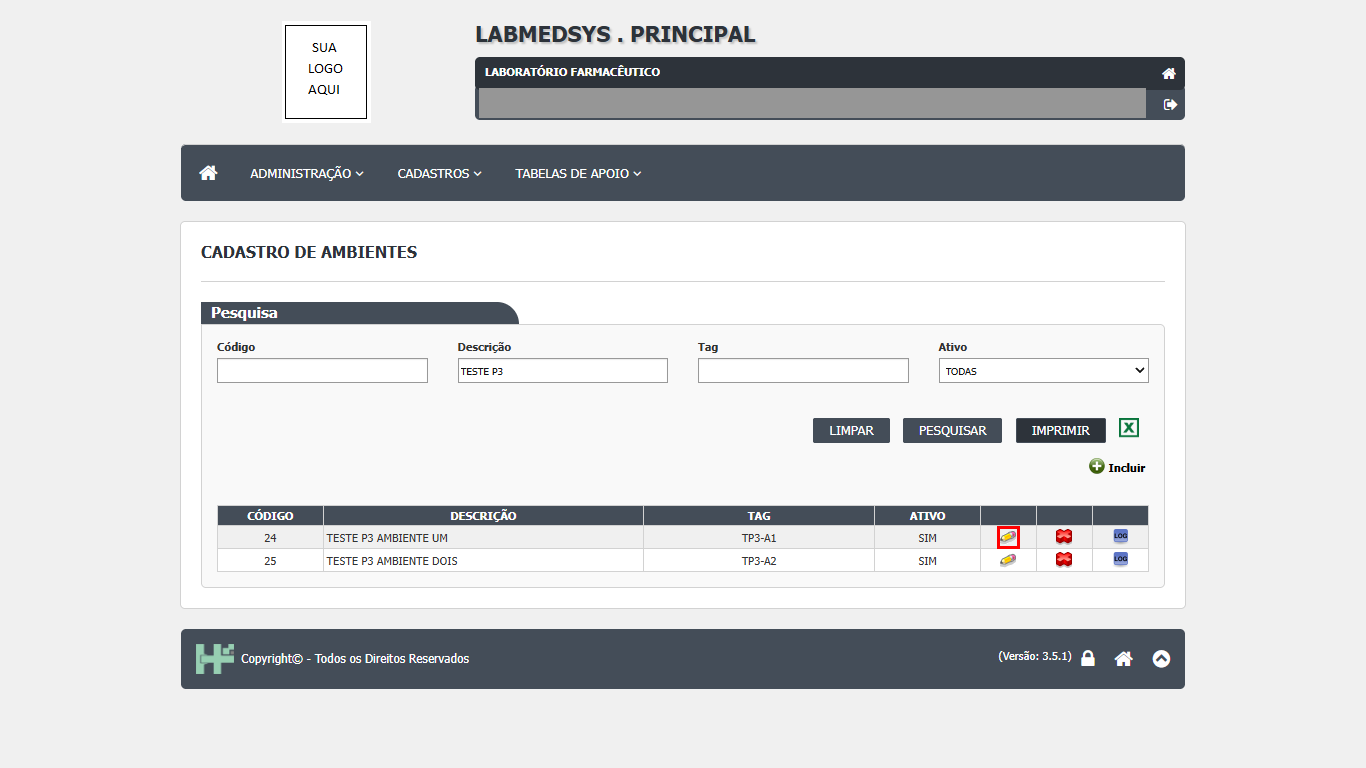 SUA
LOGO
AQUI
LABMEDSYS . PRINCIPAL
LABORATÓRIO FARMACÊUTICO
ADMINISTRAÇÃO CADASTROS TABELAS DE APOIO
CADASTRO DE AMBIENTES
Pesquisa
Código Descrição Tag Ativo
TESTE P3 TODAS
LIMPAR PESQUISAR IMPRIMIR X
Incluir
CÓDIGO DESCRIÇÃO TAG ATIVO
24 TESTE P3 AMBIENTE UM TP3-A1 SIM LOG
25 TESTE P3 AMBIENTE DOIS TP3-A2 SIM LOG
Copyright© - Todos os Direitos Reservados (Versão: 3.5.1)